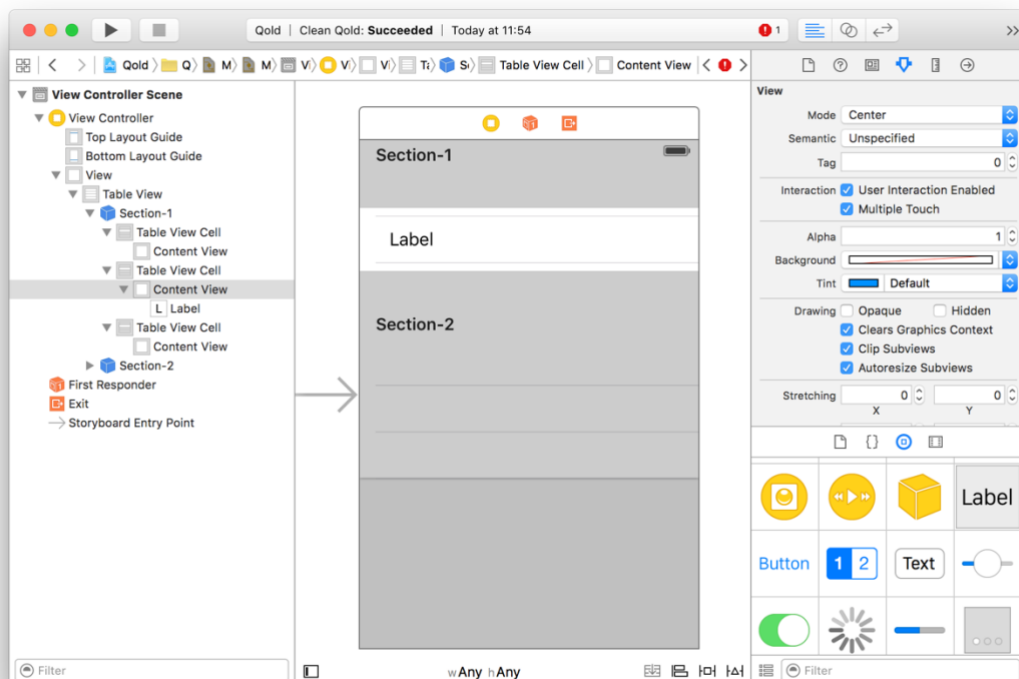 Qold | Clean Qold: Succeeded | Today at 11:54 1
Qold Q M M V V V Ta S Table View Cell Content View
View Controller Scene
View Controller
Top Layout Guide
Bottom Layout Guide
View
Table View
Section-1
Table View Cell
Content View
Table View Cell
Content View
L Label
Table View Cell
Content View
Section-2
First Responder
Exit
Storyboard Entry Point
Filter
Section-1
Label
Section-2
wAny hAny
View
Mode Center
Semantic Unspecified
Tag 0
Interaction User Interaction Enabled
Multiple Touch
Alpha 1
Background
Tint Default
Drawing Opaque Hidden
Clears Graphics Context
Clip Subviews
Autoresize Subviews
Stretching 0 0
X Y
{}
Label
Button 1 2 Text
Filter